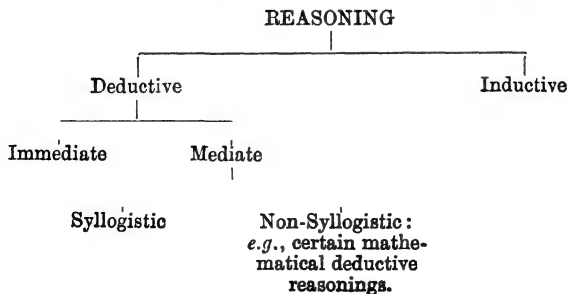 REASONING
Deductive Inductive
Immediate Mediate
Syllogistic Non-Syllogistic:
e.g., certain mathe-
matical deductive
reasonings.